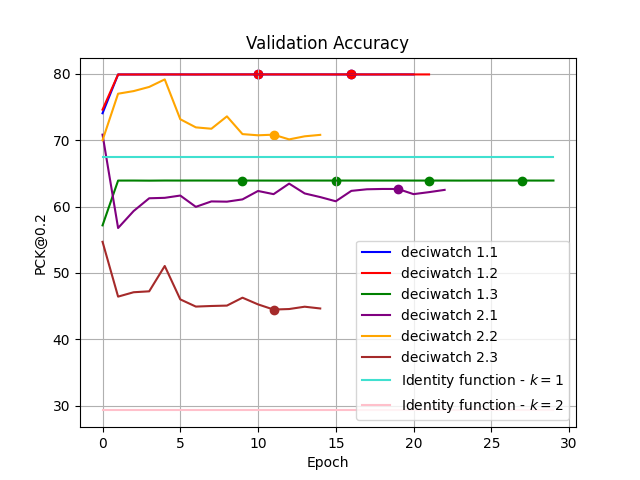 Validation Accuracy
PCK@0.2
80
70
60
50
40
30
0 5 10 15 20 25 30
Epoch
deciwatch 1.1
deciwatch 1.2
deciwatch 1.3
deciwatch 2.1
deciwatch 2.2
deciwatch 2.3
Identity function - k = 1
Identity function - k = 2